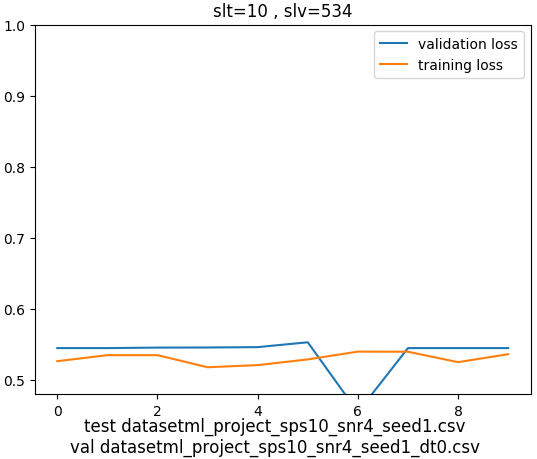 slt=10 , slv=534
validation loss
training loss
1.0
0.9
0.8
0.7
0.6
0.5
0 2 4 6 8
test datasetml_project_sps10_snr4_seed1.csv
val datasetml_project_sps10_snr4_seed1_dt0.csv